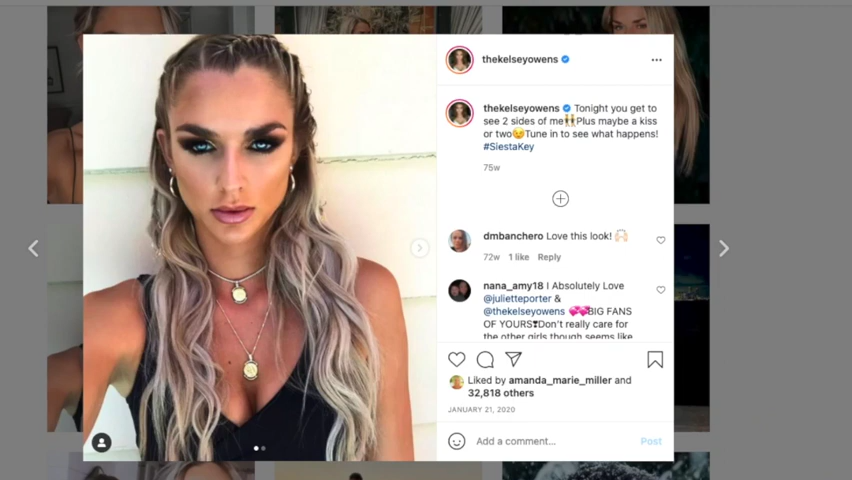 thekelseyowens
thekelseyowens Tonight you get to
see 2 sides of me👯Plus maybe a kiss
or two😉Tune in to see what happens!
#SiestaKey
75w
dmbanchero Love this look! 🙌🏻
72w 1 like Reply
nana_amy18 I Absolutely Love
@julietteporter &
@thekelseyowens 💞BIG FANS
OF YOURS❣Don't really care for
the other girls though seems like
Liked by amanda_marie_miller and
32,818 others
JANUARY 21, 2020
Add a comment...
Post